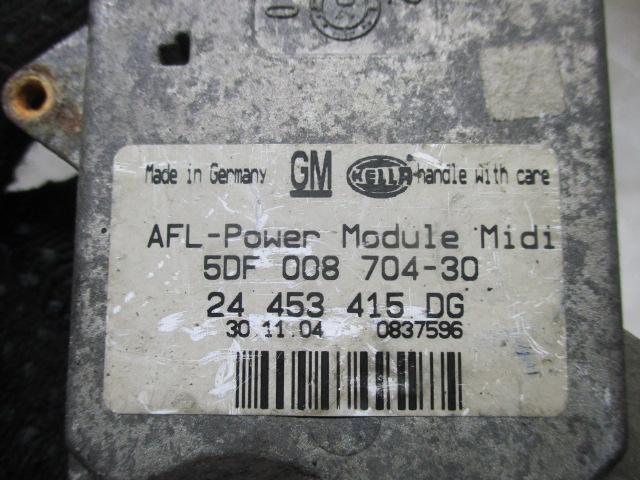 Made in Germany GM HELLA handle with care
AFL-Power Module Midi
5DF 008 704-30
24 453 415 DG
30.11.04 0837596